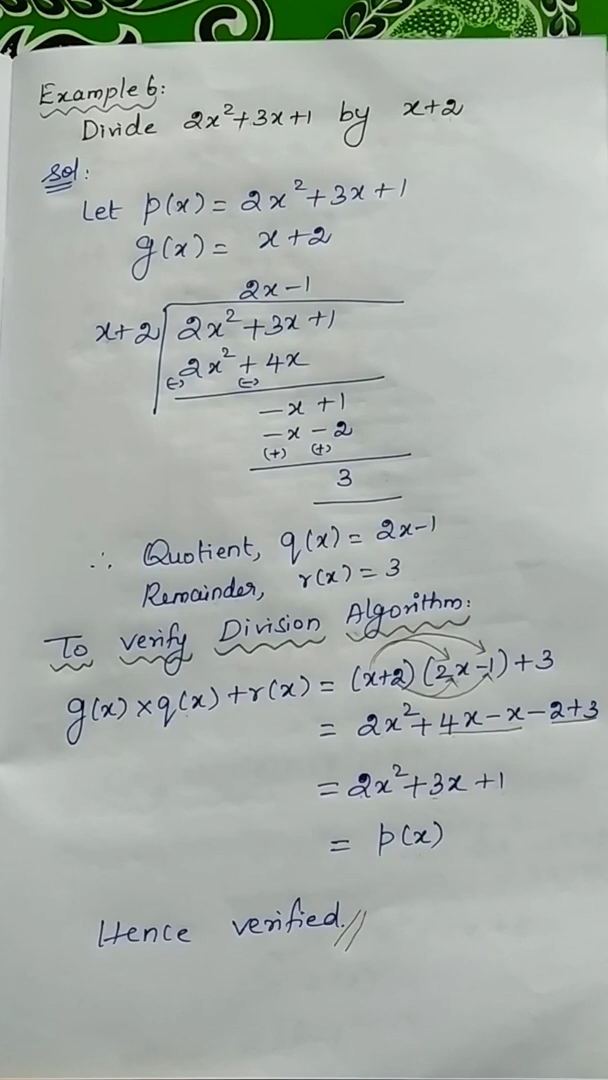 Example 6:
Divide 2x²+3x+1 by x+2
Sol:
Let p(x) = 2x²+3x+1
g(x) = x+2
2x-1
x+2 2x²+3x+1
2x²+4x
(-) (-)
-x+1
-x-2
(+) (+)
3
∴ Quotient, q(x) = 2x-1
Remainder, r(x) = 3
To verify Division Algorithm:
g(x) × q(x) + r(x) = (x+2) (2x-1) + 3
= 2x²+4x-x-2+3
= 2x²+3x+1
= p(x)
Hence verified.//